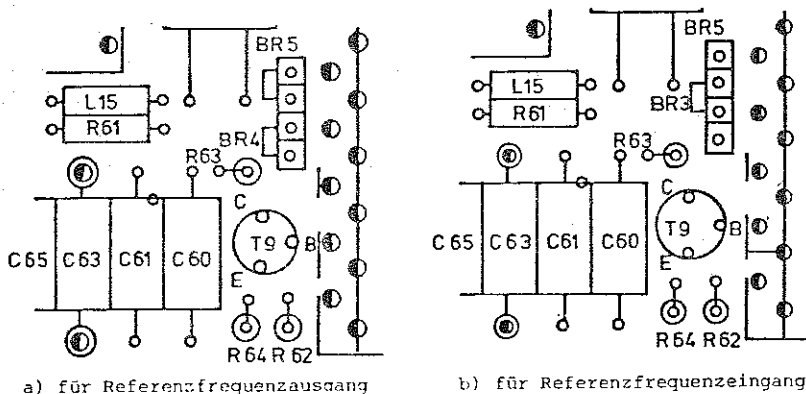 BR5
L15
R61
BR4
R63
C
T9
B
E
C65
C63
C61
C60
R64
R62
a) für Referenzfrequenzausgang
BR5
L15
BR3
R61
R63
C
T9
B
E
C65
C63
C61
C60
R64
R62
b) für Referenzfrequenzeingang